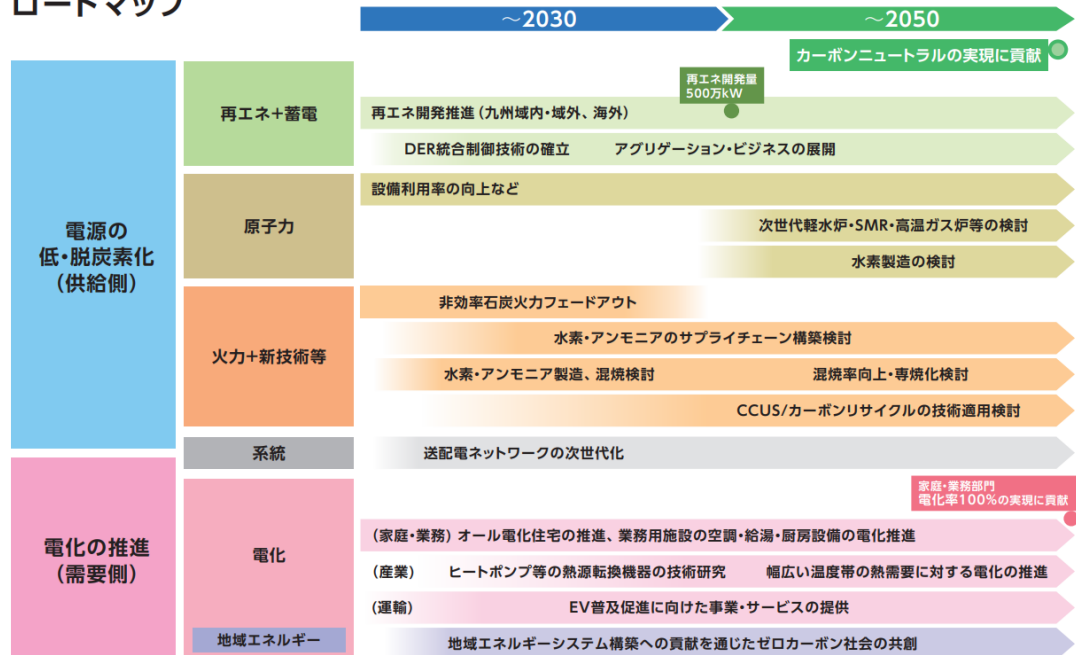 ロードマップ
～2030
～2050
カーボンニュートラルの実現に貢献
再エネ開発量
500万kW
電源の
低・脱炭素化
（供給側）
再エネ+蓄電
再エネ開発推進（九州域内・域外、海外）
DER統合制御技術の確立 アグリゲーション・ビジネスの展開
原子力
設備利用率の向上など
次世代軽水炉・SMR・高温ガス炉等の検討
水素製造の検討
火力+新技術等
非効率石炭火力フェードアウト
水素・アンモニアのサプライチェーン構築検討
水素・アンモニア製造、混焼検討 混焼率向上・専焼化検討
CCUS/カーボンリサイクルの技術適用検討
系統
送配電ネットワークの次世代化
電化の推進
（需要側）
電化
家庭・業務部門
電化率100%の実現に貢献
（家庭・業務）オール電化住宅の推進、業務用施設の空調・給湯・厨房設備の電化推進
（産業） ヒートポンプ等の熱源転換機器の技術研究 幅広い温度帯の熱需要に対する電化の推進
（運輸） EV普及促進に向けた事業・サービスの提供
地域エネルギー
地域エネルギーシステム構築への貢献を通じたゼロカーボン社会の共創